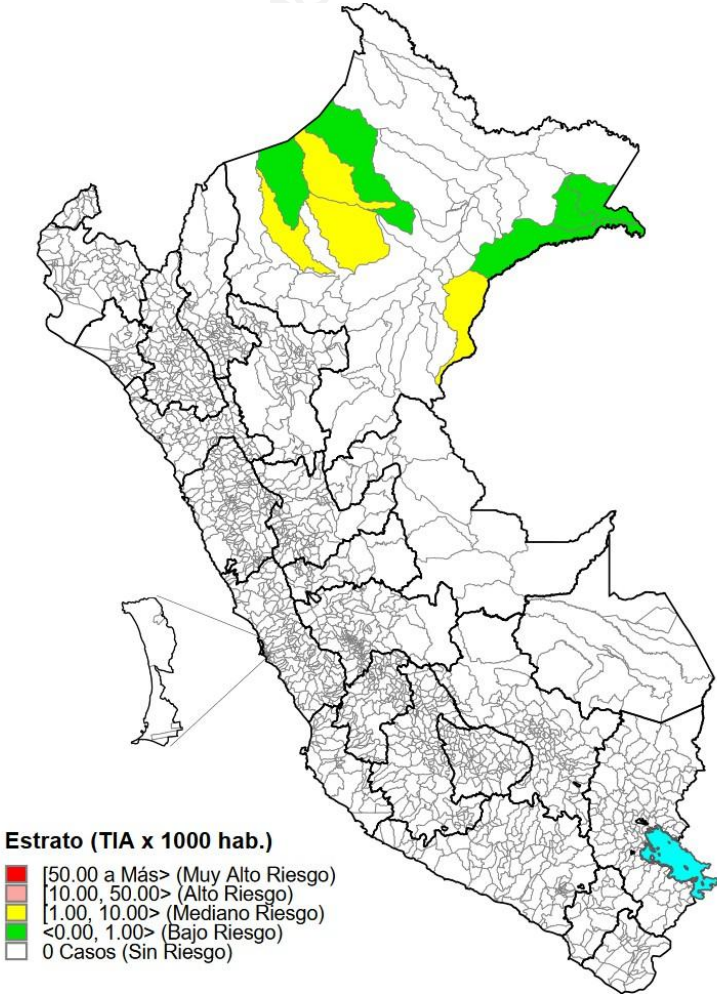 Estrato (TIA x 1000 hab.)
[50.00 a Más> (Muy Alto Riesgo)
[10.00, 50.00> (Alto Riesgo)
[1.00, 10.00> (Mediano Riesgo)
<0.00, 1.00> (Bajo Riesgo)
0 Casos (Sin Riesgo)